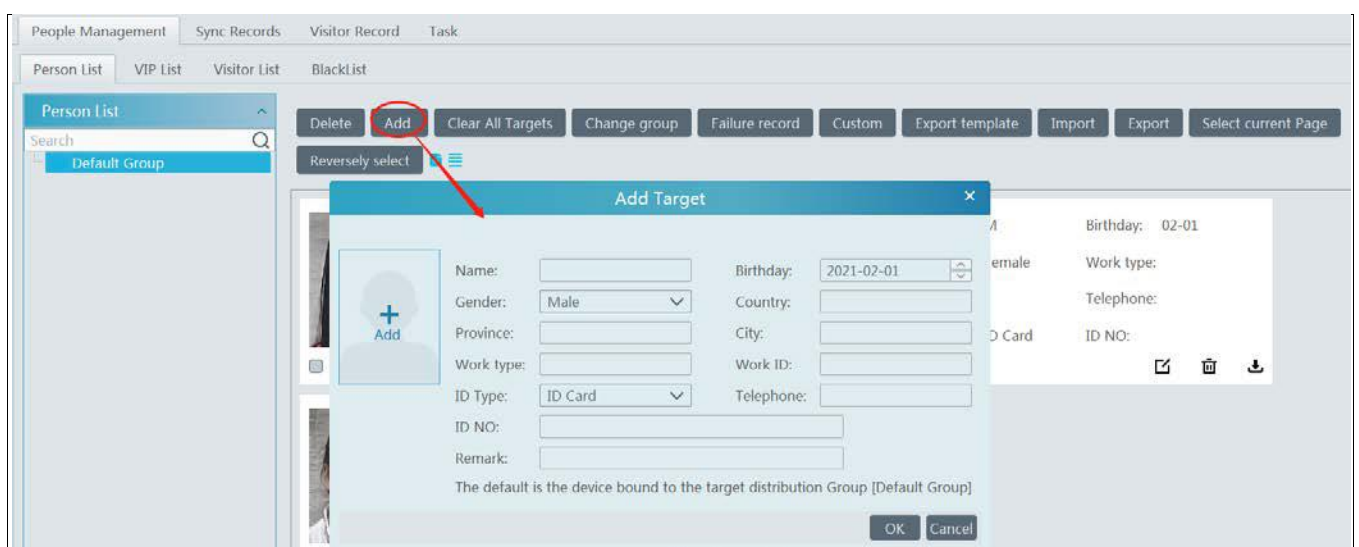 People Management Sync Records Visitor Record Task
Person List VIP List Visitor List BlackList
Person List
Search
Default Group
Delete Add Clear All Targets Change group Failure record Custom Export template Import Export Select current Page
Reversely select
Add Target
Birthday: 02-01
Work type:
Telephone:
ID NO:
Add
Name: Birthday: 2021-02-01
Gender: Male Country:
Province: City:
Work type: Work ID:
ID Type: ID Card Telephone:
ID NO:
Remark:
The default is the device bound to the target distribution Group [Default Group]
OK Cancel